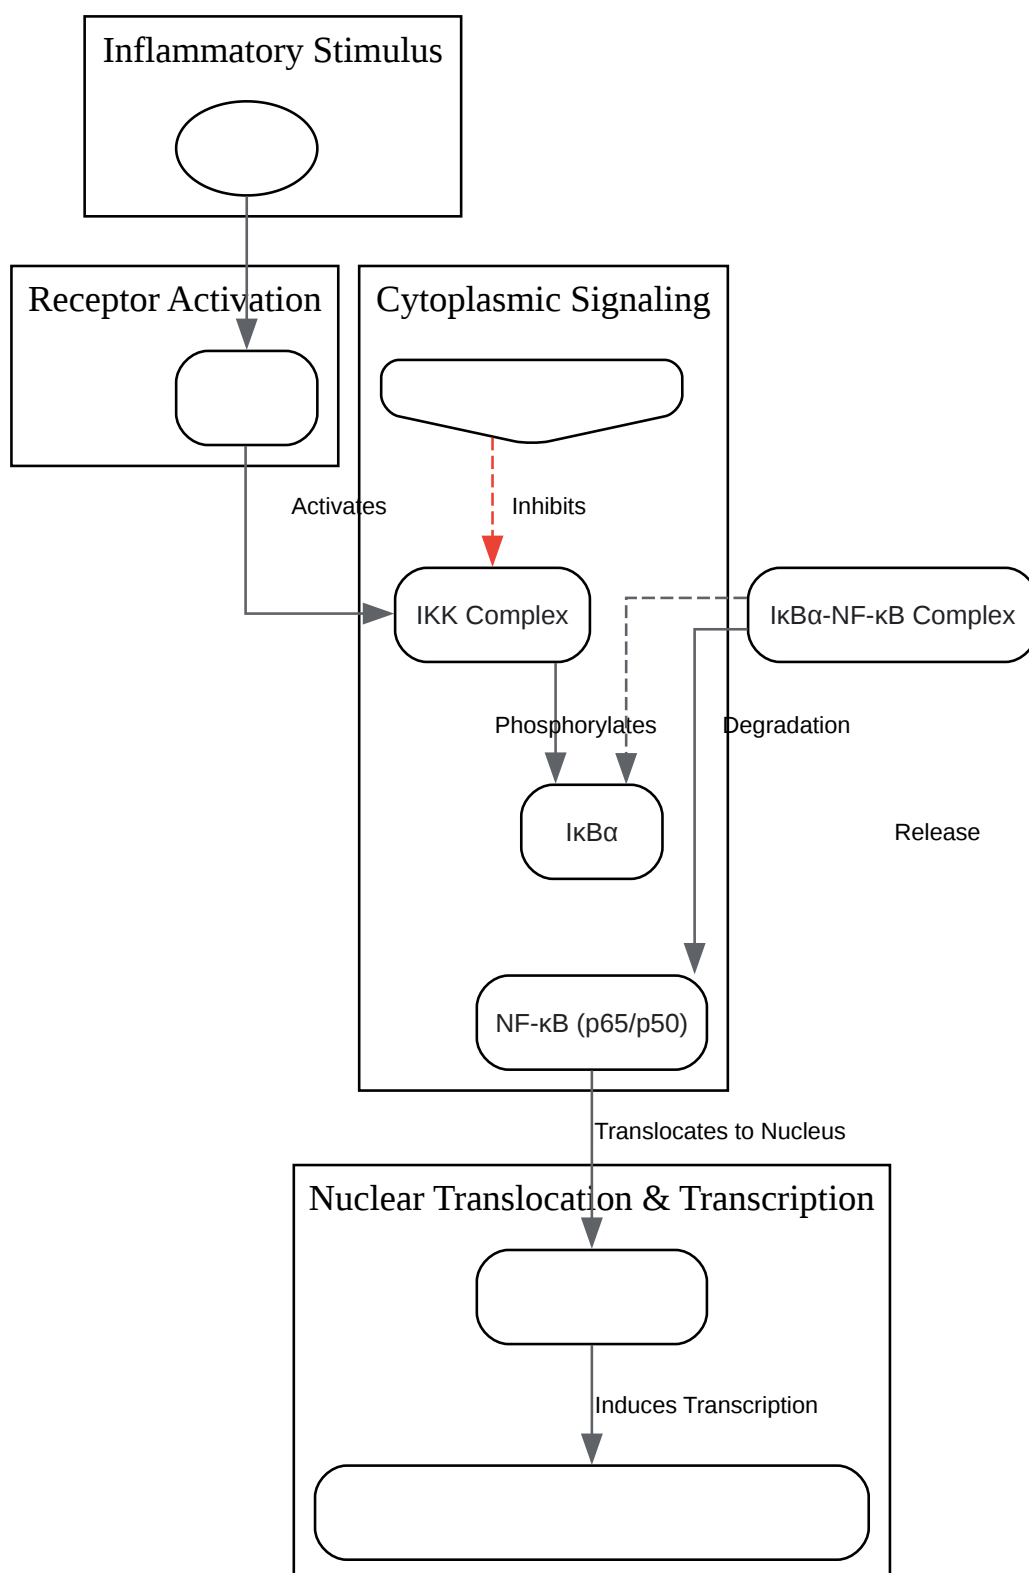 Inflammatory Stimulus
Receptor Activation
Cytoplasmic Signaling
Activates
Inhibits
IKK Complex
IκBα-NF-κB Complex
Phosphorylates
Degradation
IκBα
Release
NF-κB (p65/p50)
Translocates to Nucleus
Nuclear Translocation & Transcription
Induces Transcription